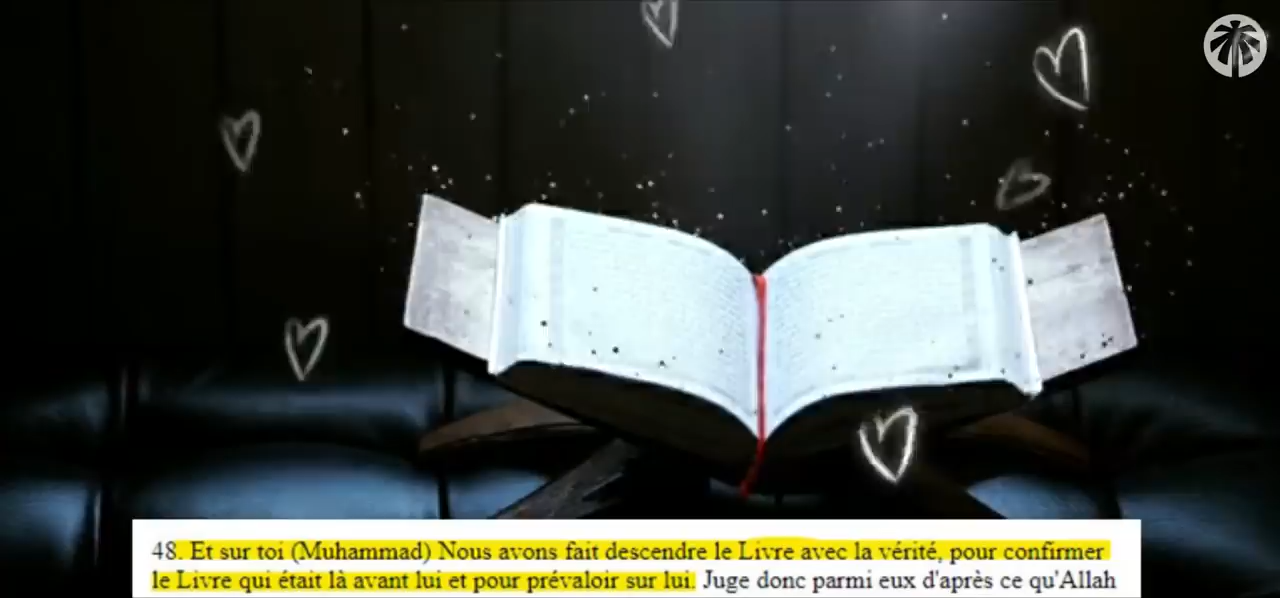 48. Et sur toi (Muhammad) Nous avons fait descendre le Livre avec la vérité, pour confirmer
le Livre qui était là avant lui et pour prévaloir sur lui. Juge donc parmi eux d'après ce qu'Allah